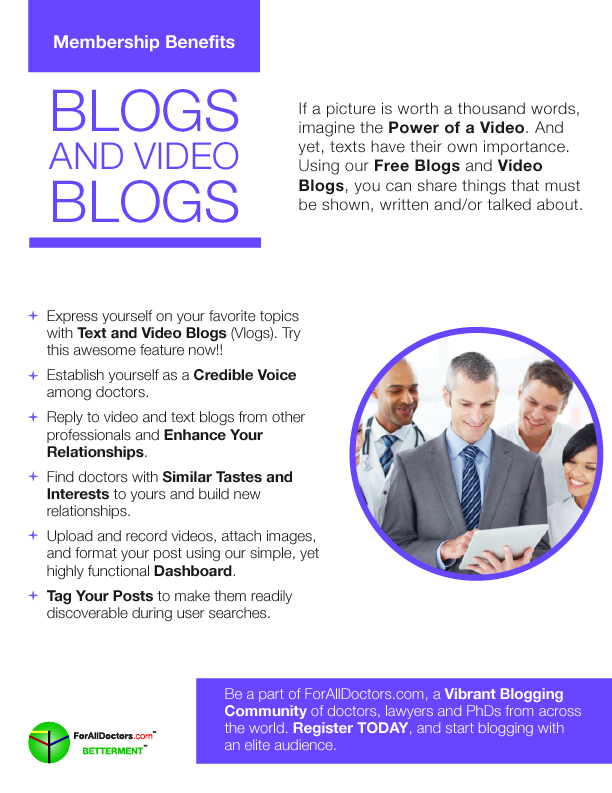 Membership Benefits
BLOGS
AND VIDEO
BLOGS
If a picture is worth a thousand words,
imagine the Power of a Video. And
yet, texts have their own importance.
Using our Free Blogs and Video
Blogs, you can share things that must
be shown, written and/or talked about.
Express yourself on your favorite topics
with Text and Video Blogs (Vlogs). Try
this awesome feature now!!
Establish yourself as a Credible Voice
among doctors.
Reply to video and text blogs from other
professionals and Enhance Your
Relationships.
Find doctors with Similar Tastes and
Interests to yours and build new
relationships.
Upload and record videos, attach images,
and format your post using our simple, yet
highly functional Dashboard.
Tag Your Posts to make them readily
discoverable during user searches.
Be a part of ForAllDoctors.com, a Vibrant Blogging
Community of doctors, lawyers and PhDs from across
the world. Register TODAY, and start blogging with
an elite audience.
ForAllDoctors.com™
BETTERMENT™